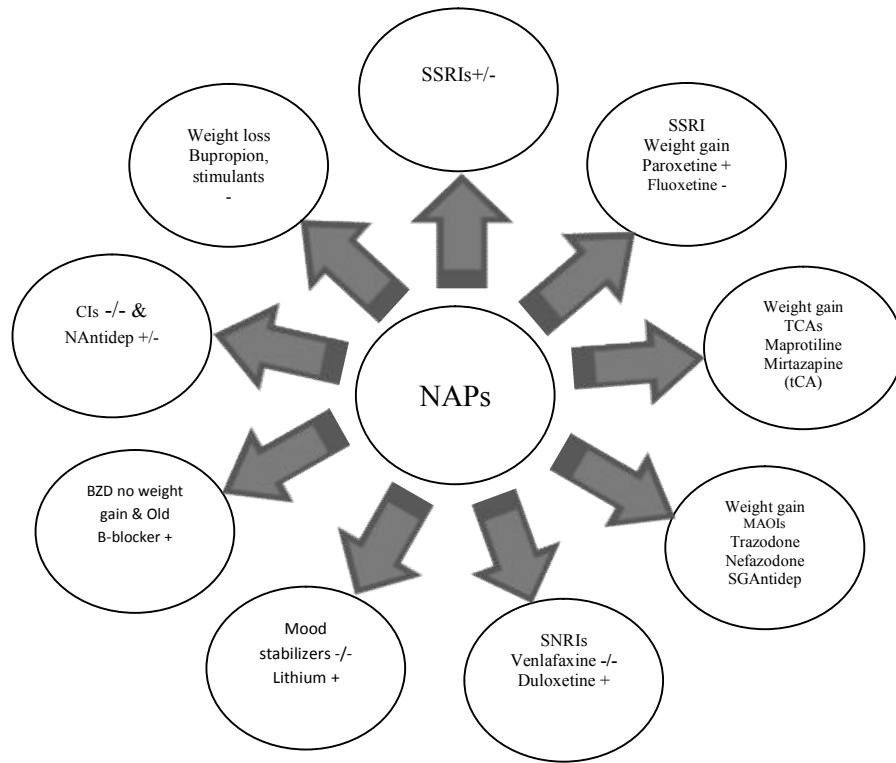 SSRIs+/-
SSRI
Weight gain
Paroxetine +
Fluoxetine -
Weight gain
TCAs
Maprotiline
Mirtazapine
(tCA)
Weight gain
MAOIs
Trazodone
Nefazodone
SGAntidep
SNRIs
Venlafaxine -/-
Duloxetine +
Mood
stabilizers -/-
Lithium +
BZD no weight
gain & Old
B-blocker +
CIs -/- &
NAntidep +/-
Weight loss
Bupropion,
stimulants
-
NAPs